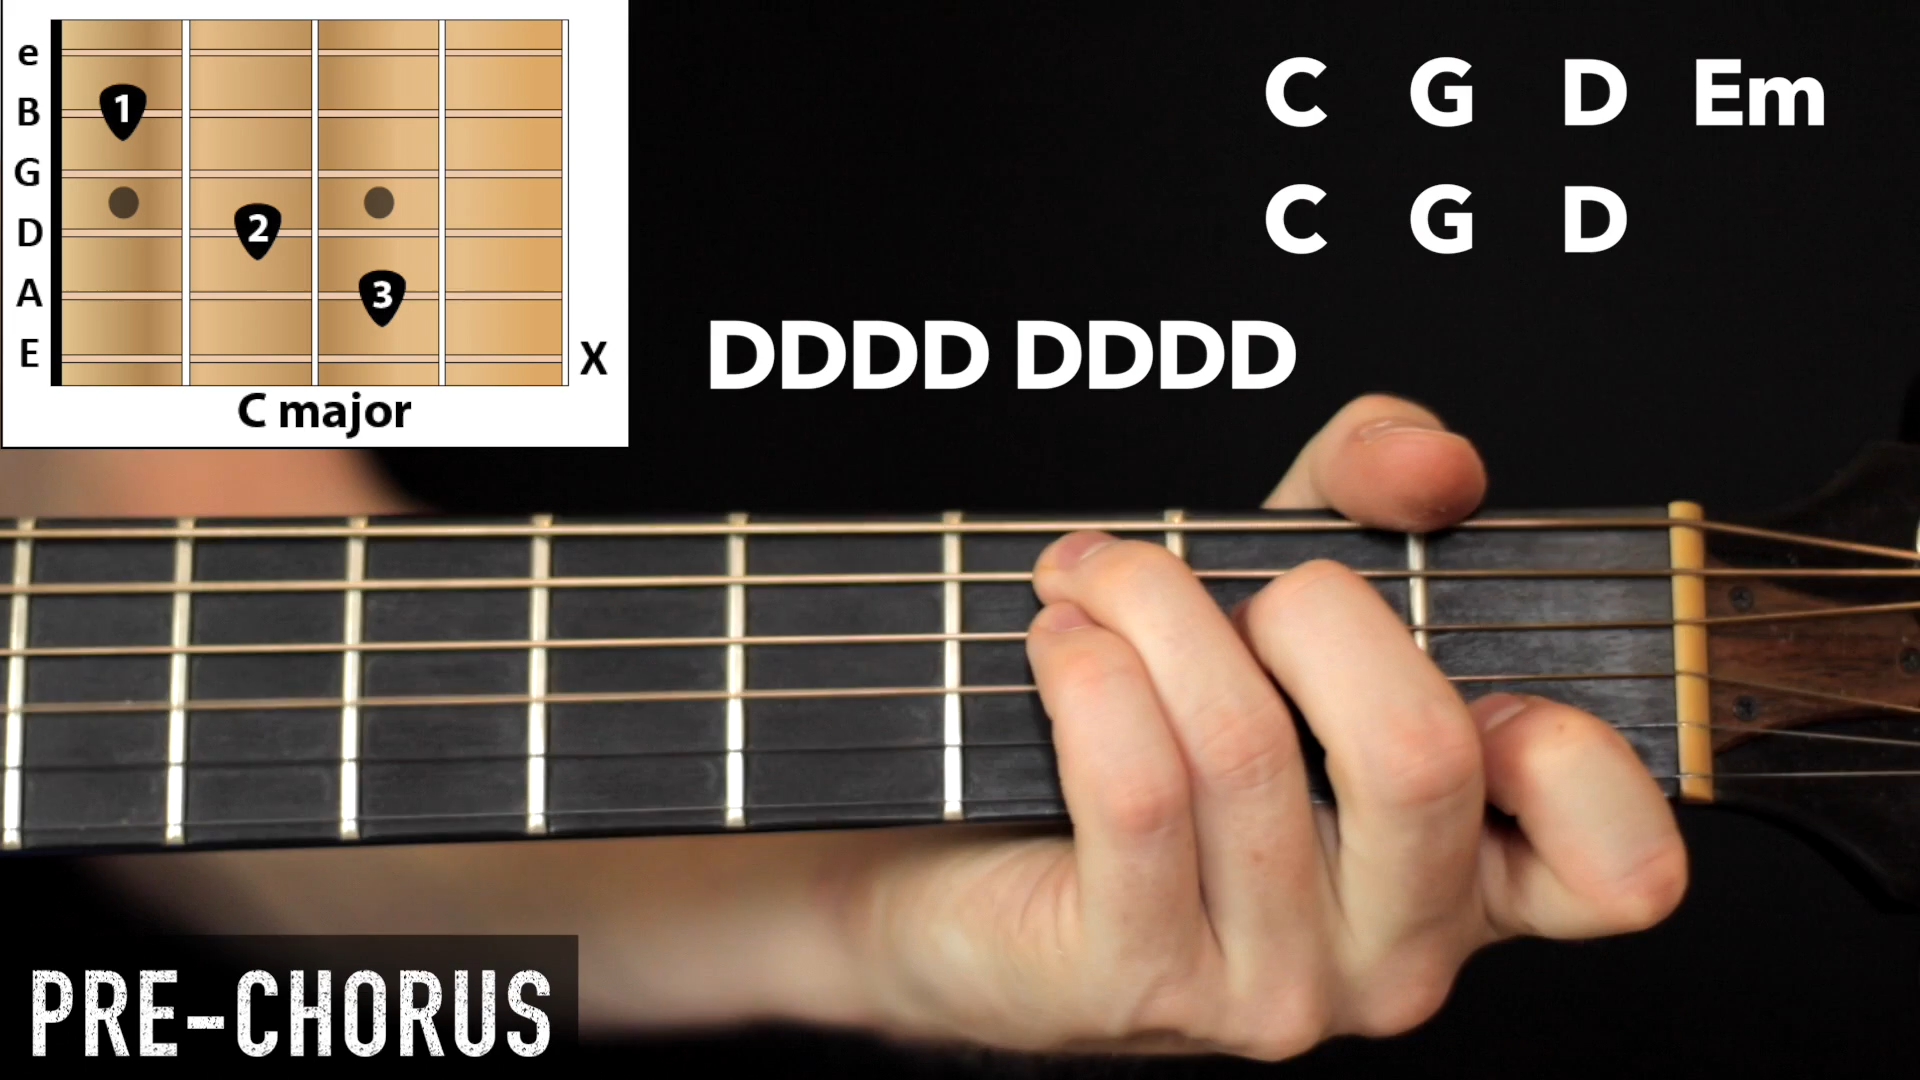 e
B
1
G
D
2
A
3
E
X
C major
C G D Em
C G D
DDDD DDDD
PRE-CHORUS